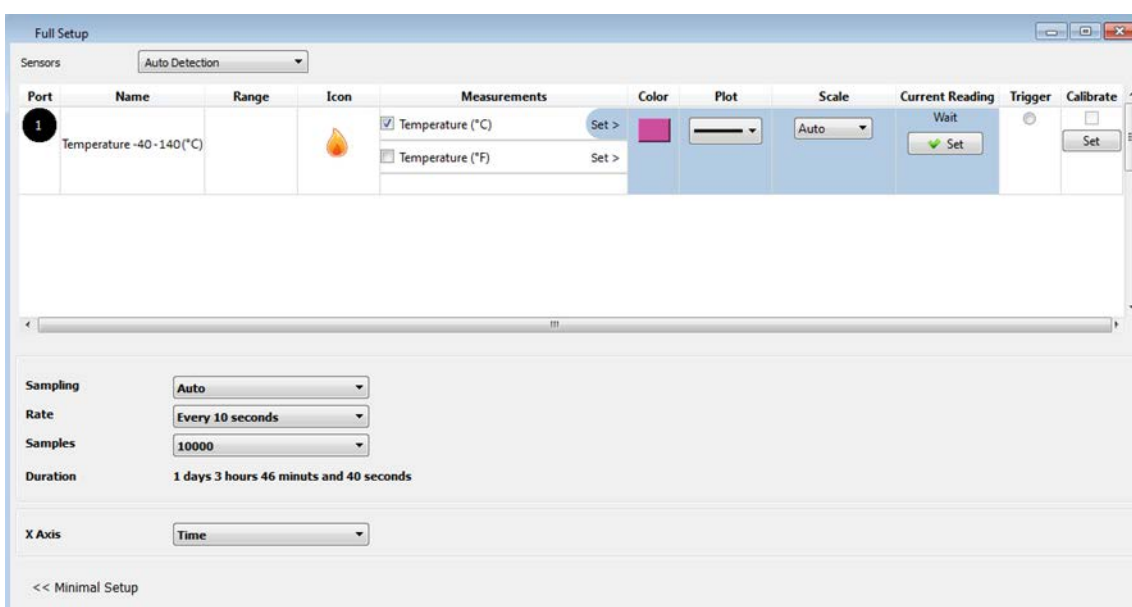 Full Setup
Sensors Auto Detection
Port Name Range Icon Measurements Color Plot Scale Current Reading Trigger Calibrate
1 Temperature -40 - 140(°C) Temperature (°C) Set > Auto Wait Set Set
Temperature (°F) Set >
Sampling Auto
Rate Every 10 seconds
Samples 10000
Duration 1 days 3 hours 46 minuts and 40 seconds
X Axis Time
<< Minimal Setup